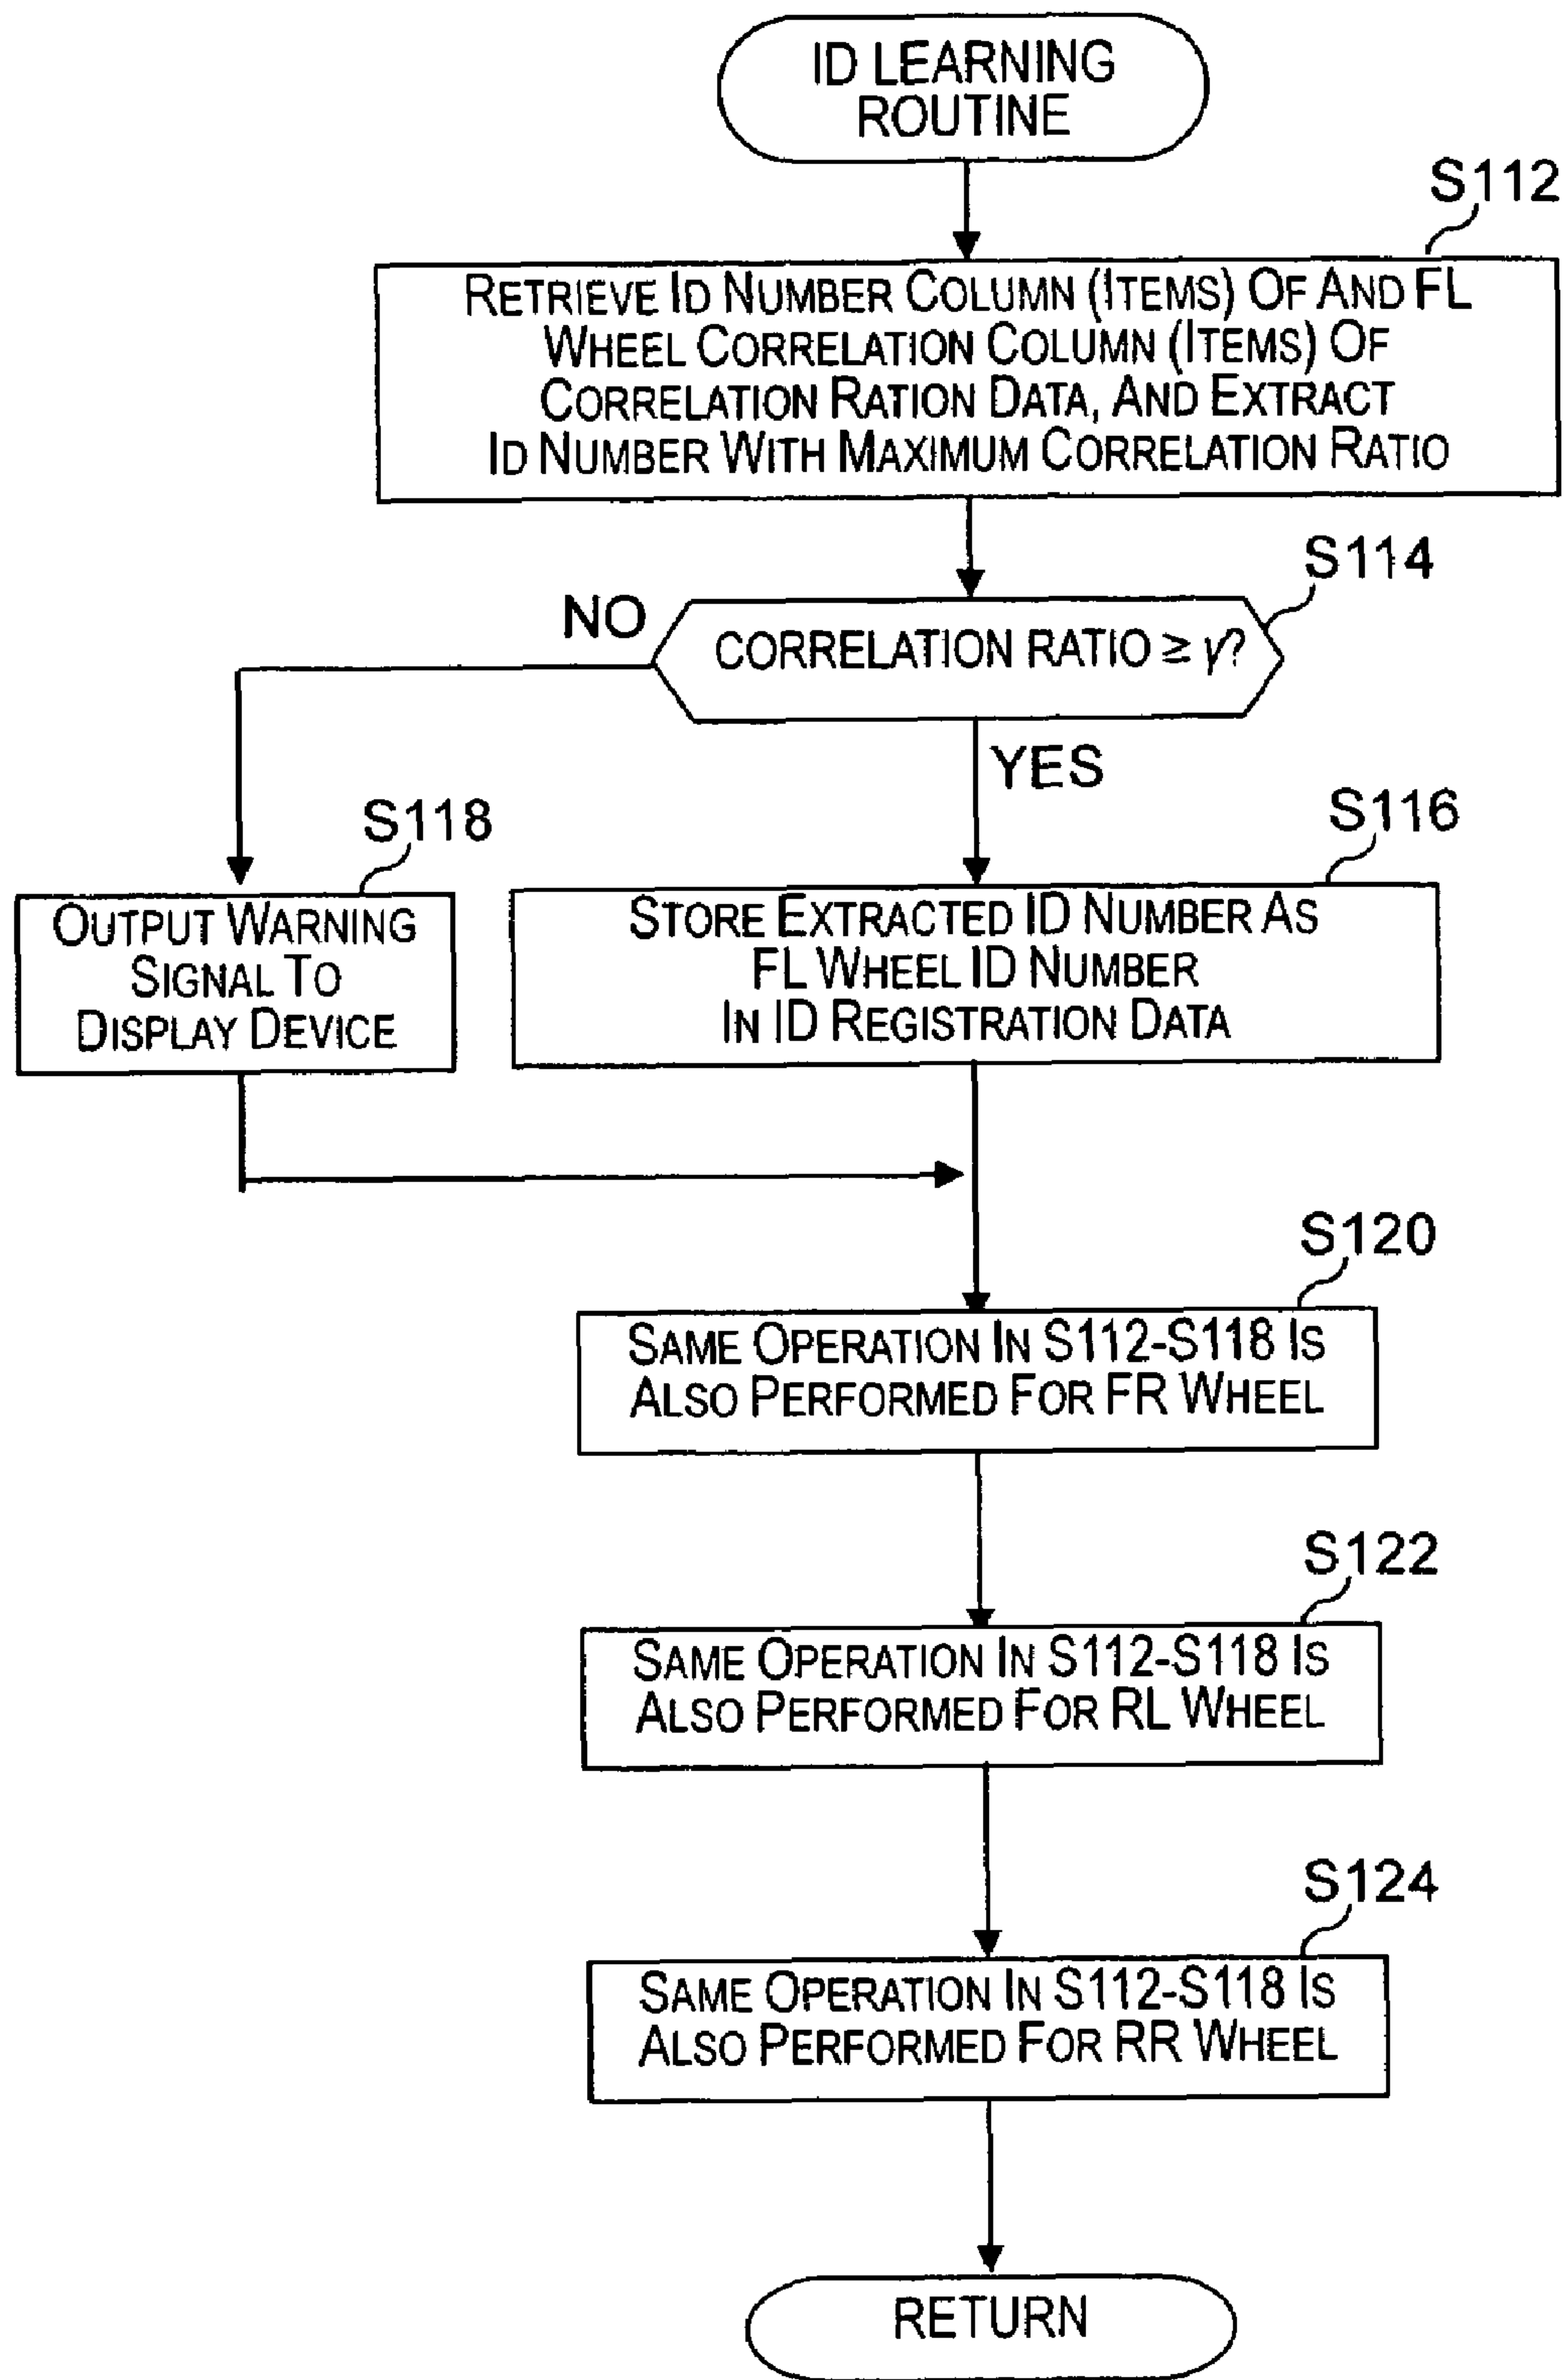 ID LEARNING
ROUTINE
S112
RETRIEVE ID NUMBER COLUMN (ITEMS) OF AND FL
WHEEL CORRELATION COLUMN (ITEMS) OF
CORRELATION RATION DATA, AND EXTRACT
ID NUMBER WITH MAXIMUM CORRELATION RATIO
S114
NO
CORRELATION RATIO ≥ γ?
YES
S118
S116
OUTPUT WARNING
SIGNAL TO
DISPLAY DEVICE
STORE EXTRACTED ID NUMBER AS
FL WHEEL ID NUMBER
IN ID REGISTRATION DATA
S120
SAME OPERATION IN S112-S118 IS
ALSO PERFORMED FOR FR WHEEL
S122
SAME OPERATION IN S112-S118 IS
ALSO PERFORMED FOR RL WHEEL
S124
SAME OPERATION IN S112-S118 IS
ALSO PERFORMED FOR RR WHEEL
RETURN